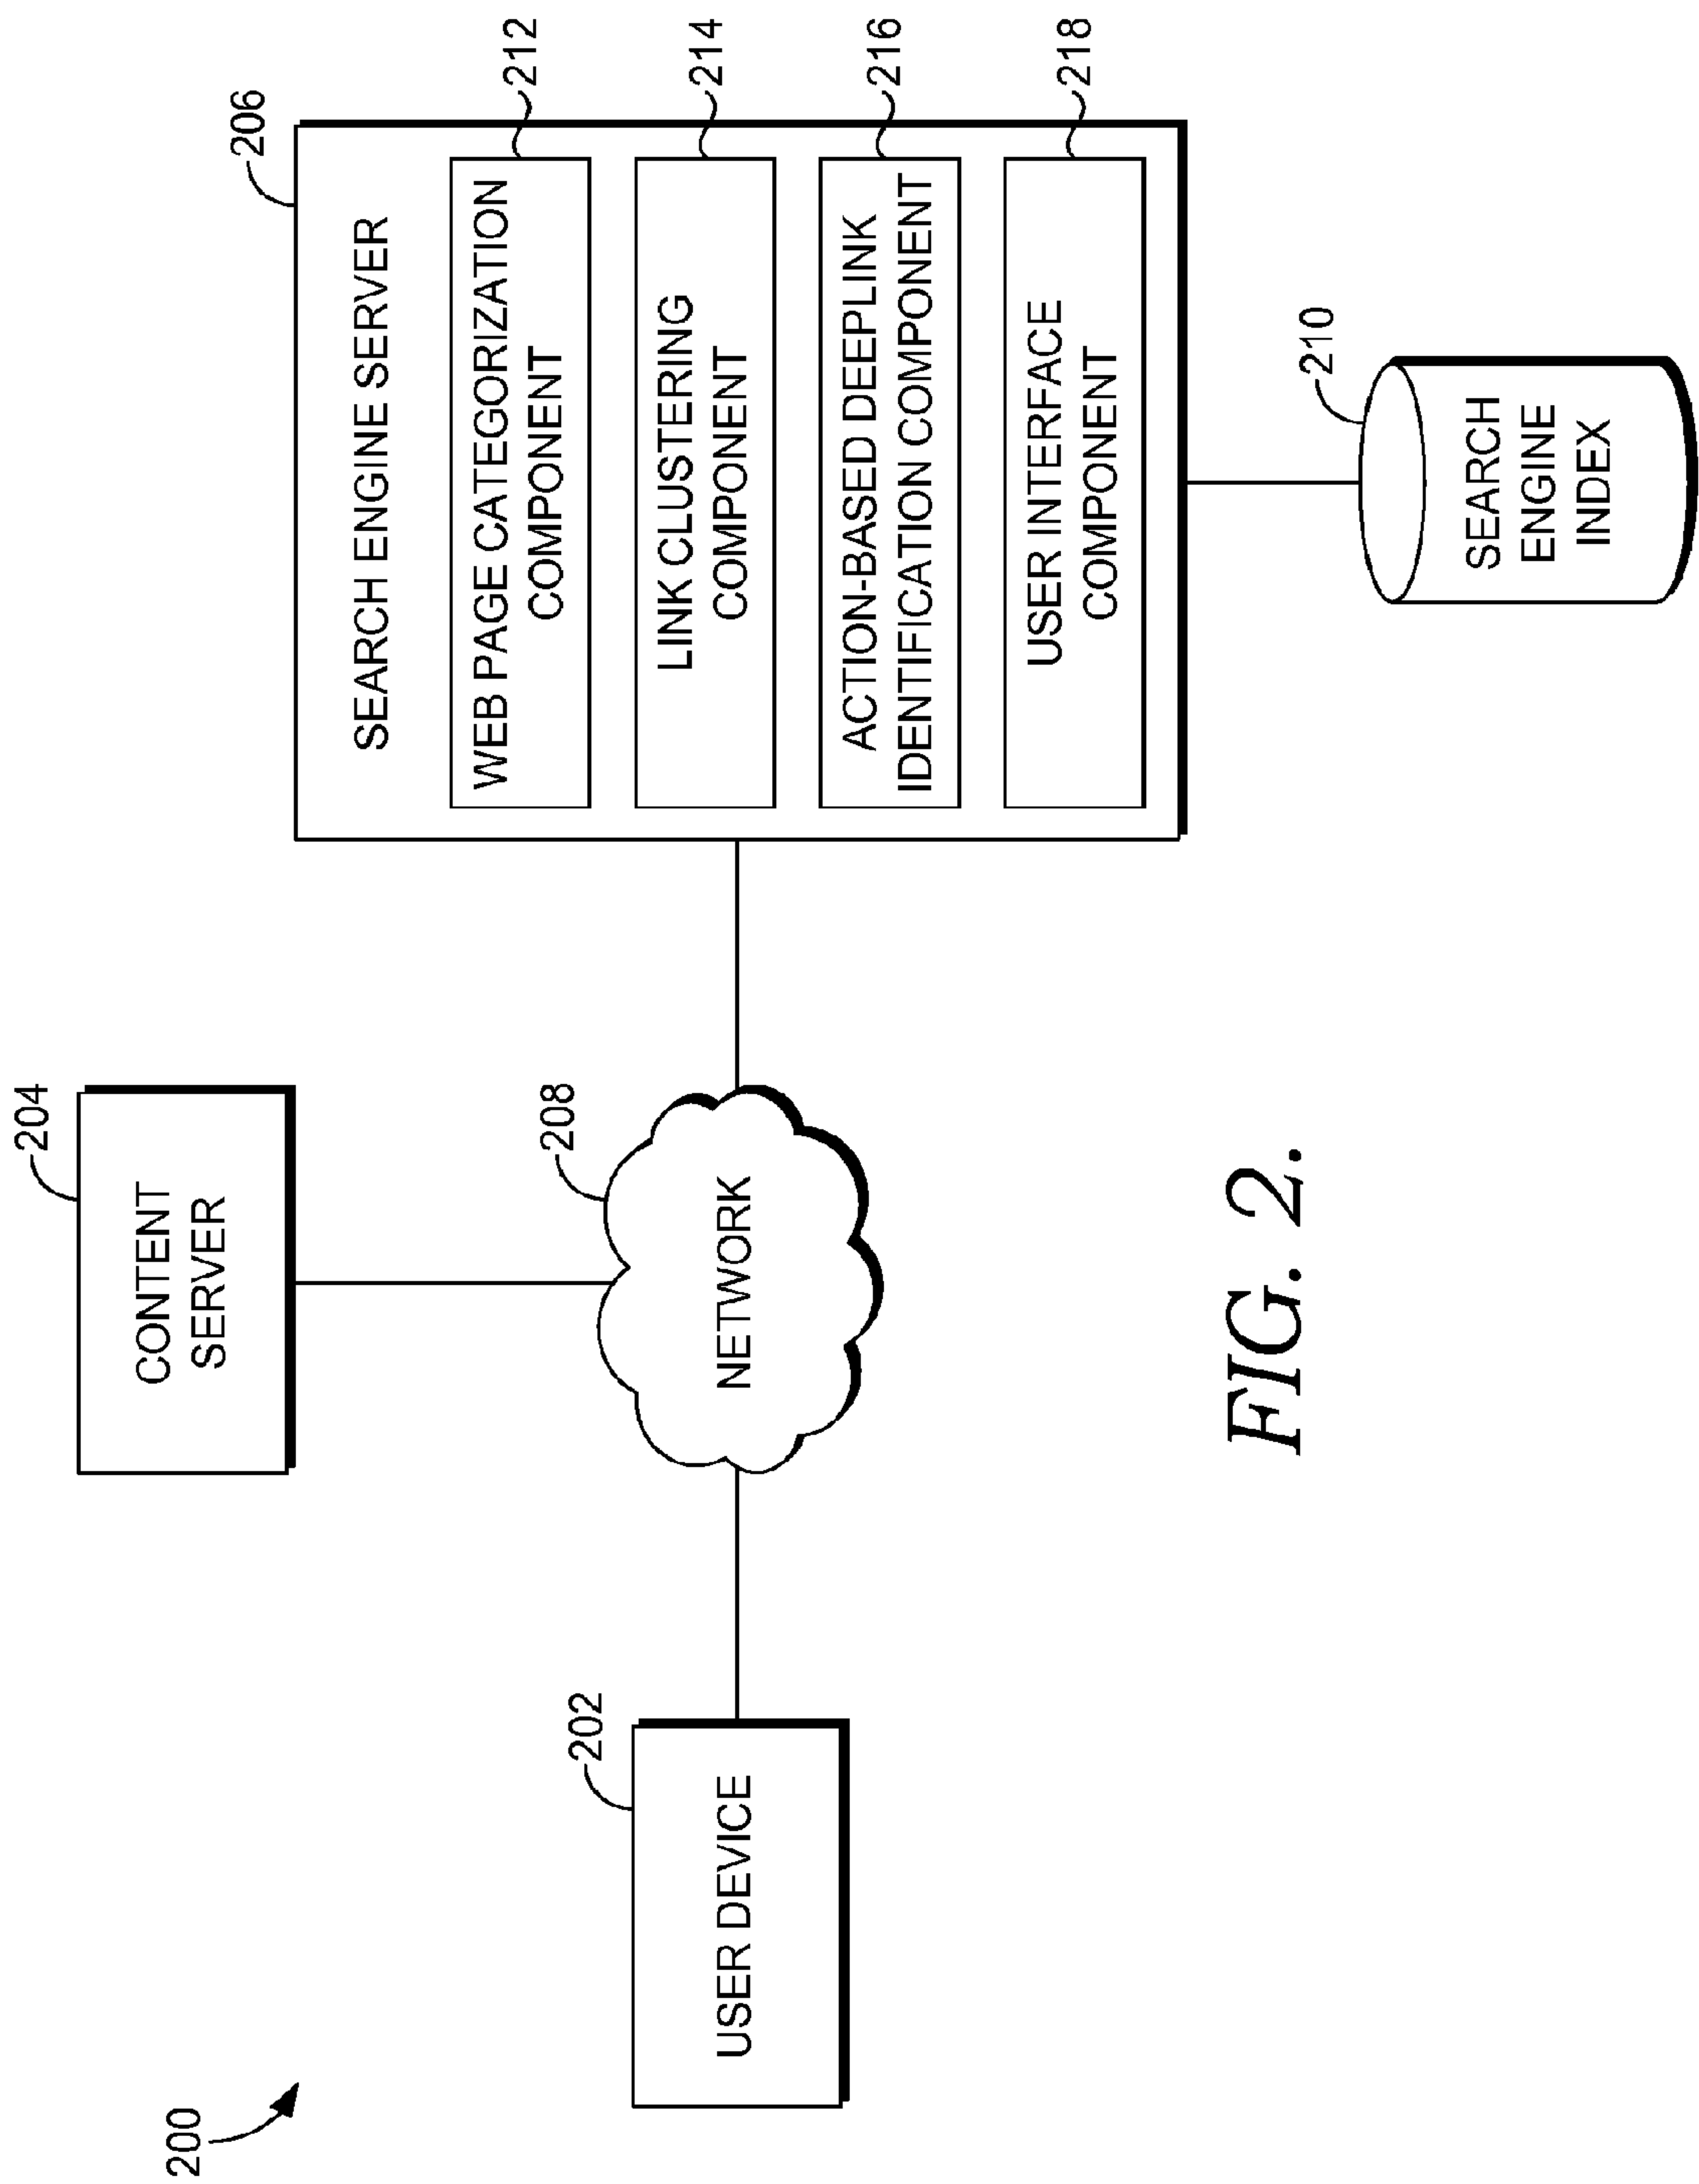 200
204
CONTENT
SERVER
206
SEARCH ENGINE SERVER
WEB PAGE CATEGORIZATION
COMPONENT
212
LINK CLUSTERING
COMPONENT
214
ACTION-BASED DEEPLINK
IDENTIFICATION COMPONENT
216
USER INTERFACE
COMPONENT
218
202
USER DEVICE
208
NETWORK
210
SEARCH
ENGINE
INDEX
FIG. 2.